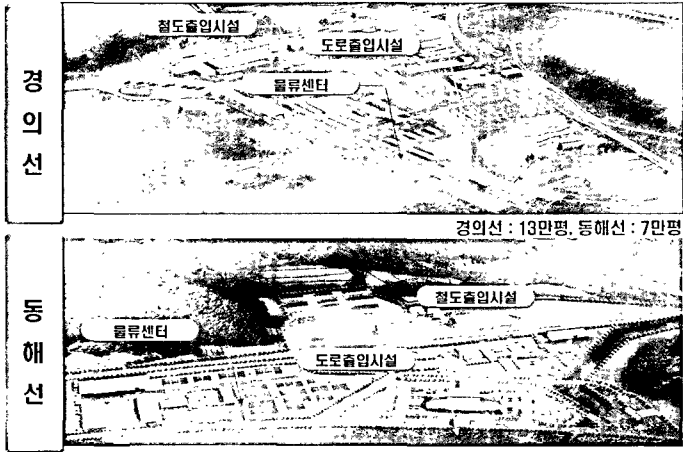 경의선
철도출입시설
도로출입시설
물류센터
경의선 : 13만평, 동해선 : 7만평
동해선
철도출입시설
물류센터
도로출입시설